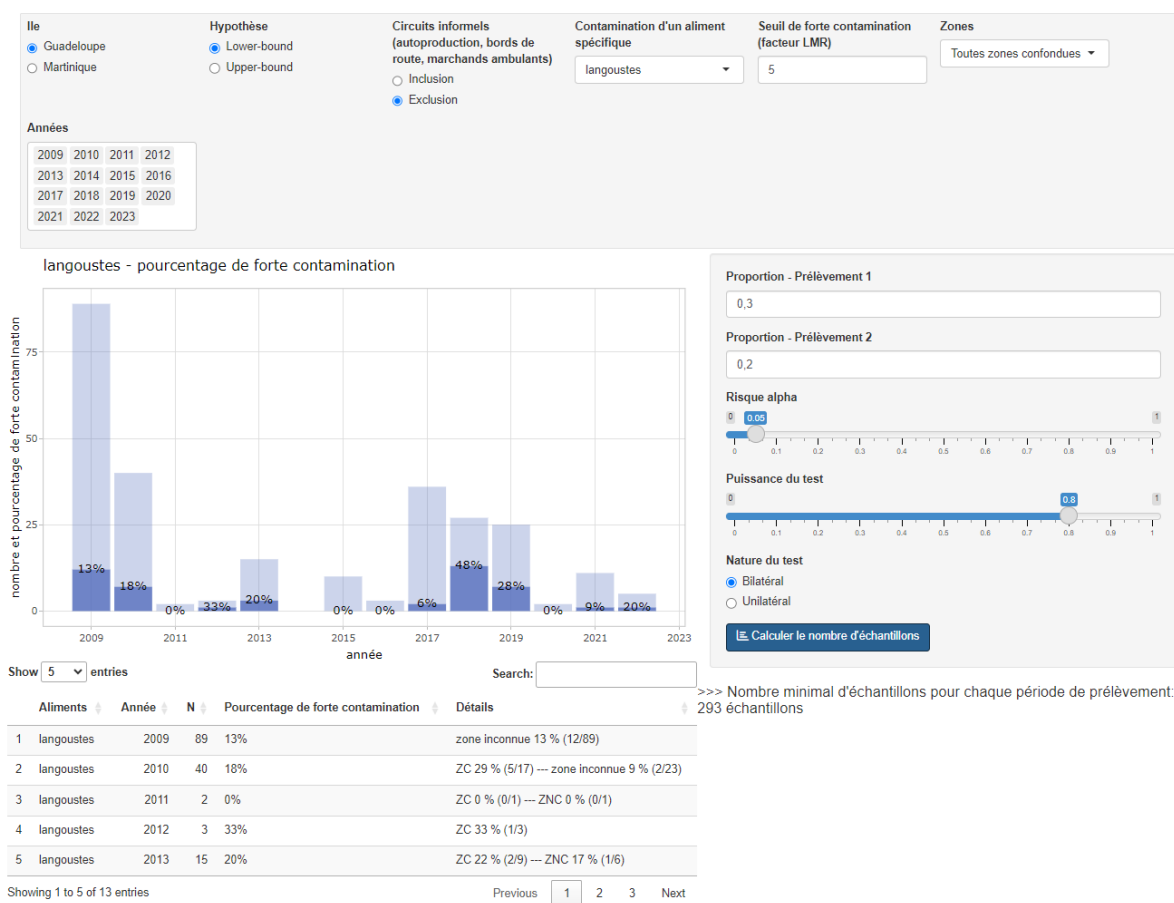 Ile
Guadeloupe
Martinique
Hypothèse
Lower-bound
Upper-bound
Circuits informels
(autoproduction, bords de
route, marchands ambulants)
Inclusion
Exclusion
Contamination d'un aliment
spécifique
langoustes
Seuil de forte contamination
(facteur LMR)
5
Zones
Toutes zones confondues
Années
2009 2010 2011 2012
2013 2014 2015 2016
2017 2018 2019 2020
2021 2022 2023
langoustes - pourcentage de forte contamination
nombre et pourcentage de forte contamination
75
50
25
0
13% 18% 0% 33% 20% 0% 0% 6% 48% 28% 0% 9% 20%
2009 2011 2013 2015 2017 2019 2021 2023
année
Proportion - Prélèvement 1
0,3
Proportion - Prélèvement 2
0,2
Risque alpha
0 0.05 1
0 0.1 0.2 0.3 0.4 0.5 0.6 0.7 0.8 0.9 1
Puissance du test
0 0.8 1
0 0.1 0.2 0.3 0.4 0.5 0.6 0.7 0.8 0.9 1
Nature du test
Bilatéral
Unilatéral
Calculer le nombre d'échantillons
>>> Nombre minimal d'échantillons pour chaque période de prélèvement:
293 échantillons
Show 5 entries
Search:
Aliments Année N Pourcentage de forte contamination Détails
1 langoustes 2009 89 13% zone inconnue 13 % (12/89)
2 langoustes 2010 40 18% ZC 29 % (5/17) --- zone inconnue 9 % (2/23)
3 langoustes 2011 2 0% ZC 0 % (0/1) --- ZNC 0 % (0/1)
4 langoustes 2012 3 33% ZC 33 % (1/3)
5 langoustes 2013 15 20% ZC 22 % (2/9) --- ZNC 17 % (1/6)
Showing 1 to 5 of 13 entries
Previous 1 2 3 Next